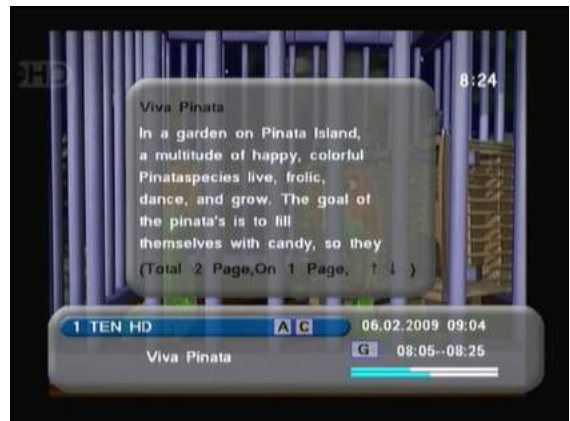 HD
8:24
Viva Pinata
In a garden on Pinata Island,
a multitude of happy, colorful
Pinataspecies live, frolic,
dance, and grow. The goal of
the pinata's is to fill
themselves with candy, so they
(Total 2 Page,On 1 Page, ↑ ↓ )
1 TEN HD A C 06.02.2009 09:04
Viva Pinata G 08:05--08:25